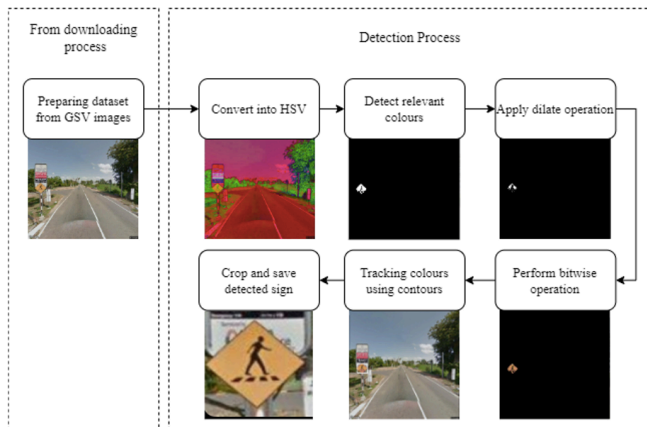 From downloading
process
Detection Process
Preparing dataset
from GSV images
Convert into HSV
Detect relevant
colours
Apply dilate operation
Crop and save
detected sign
Tracking colours
using contours
Perform bitwise
operation